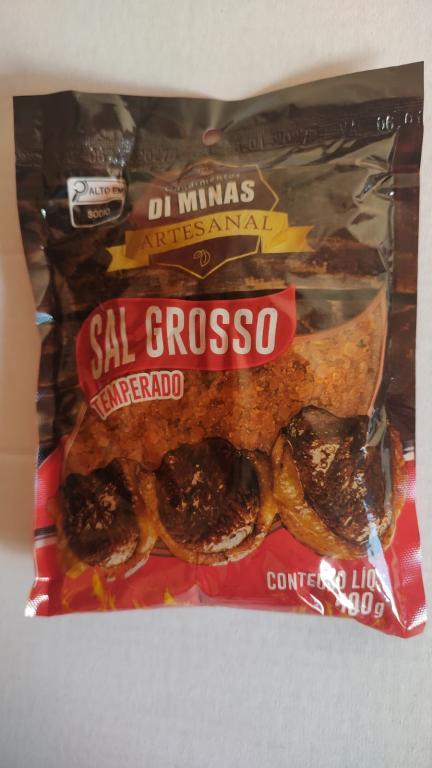 ALTO EM
SÓDIO
Condimentos
DI MINAS
ARTESANAL
SAL GROSSO
TEMPERADO
CONTEÚDO LÍQ
400g